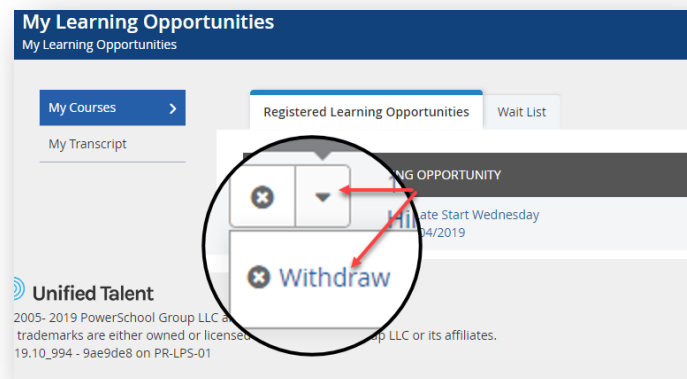 My Learning Opportunities
My Learning Opportunities
My Courses
My Transcript
Registered Learning Opportunities
Wait List
NG OPPORTUNITY
Hi ate Start Wednesday
04/2019
Withdraw
Unified Talent
2005- 2019 PowerSchool Group LLC a
trademarks are either owned or licensed up LLC or its affiliates.
19.10_994 - 9ae9de8 on PR-LPS-01